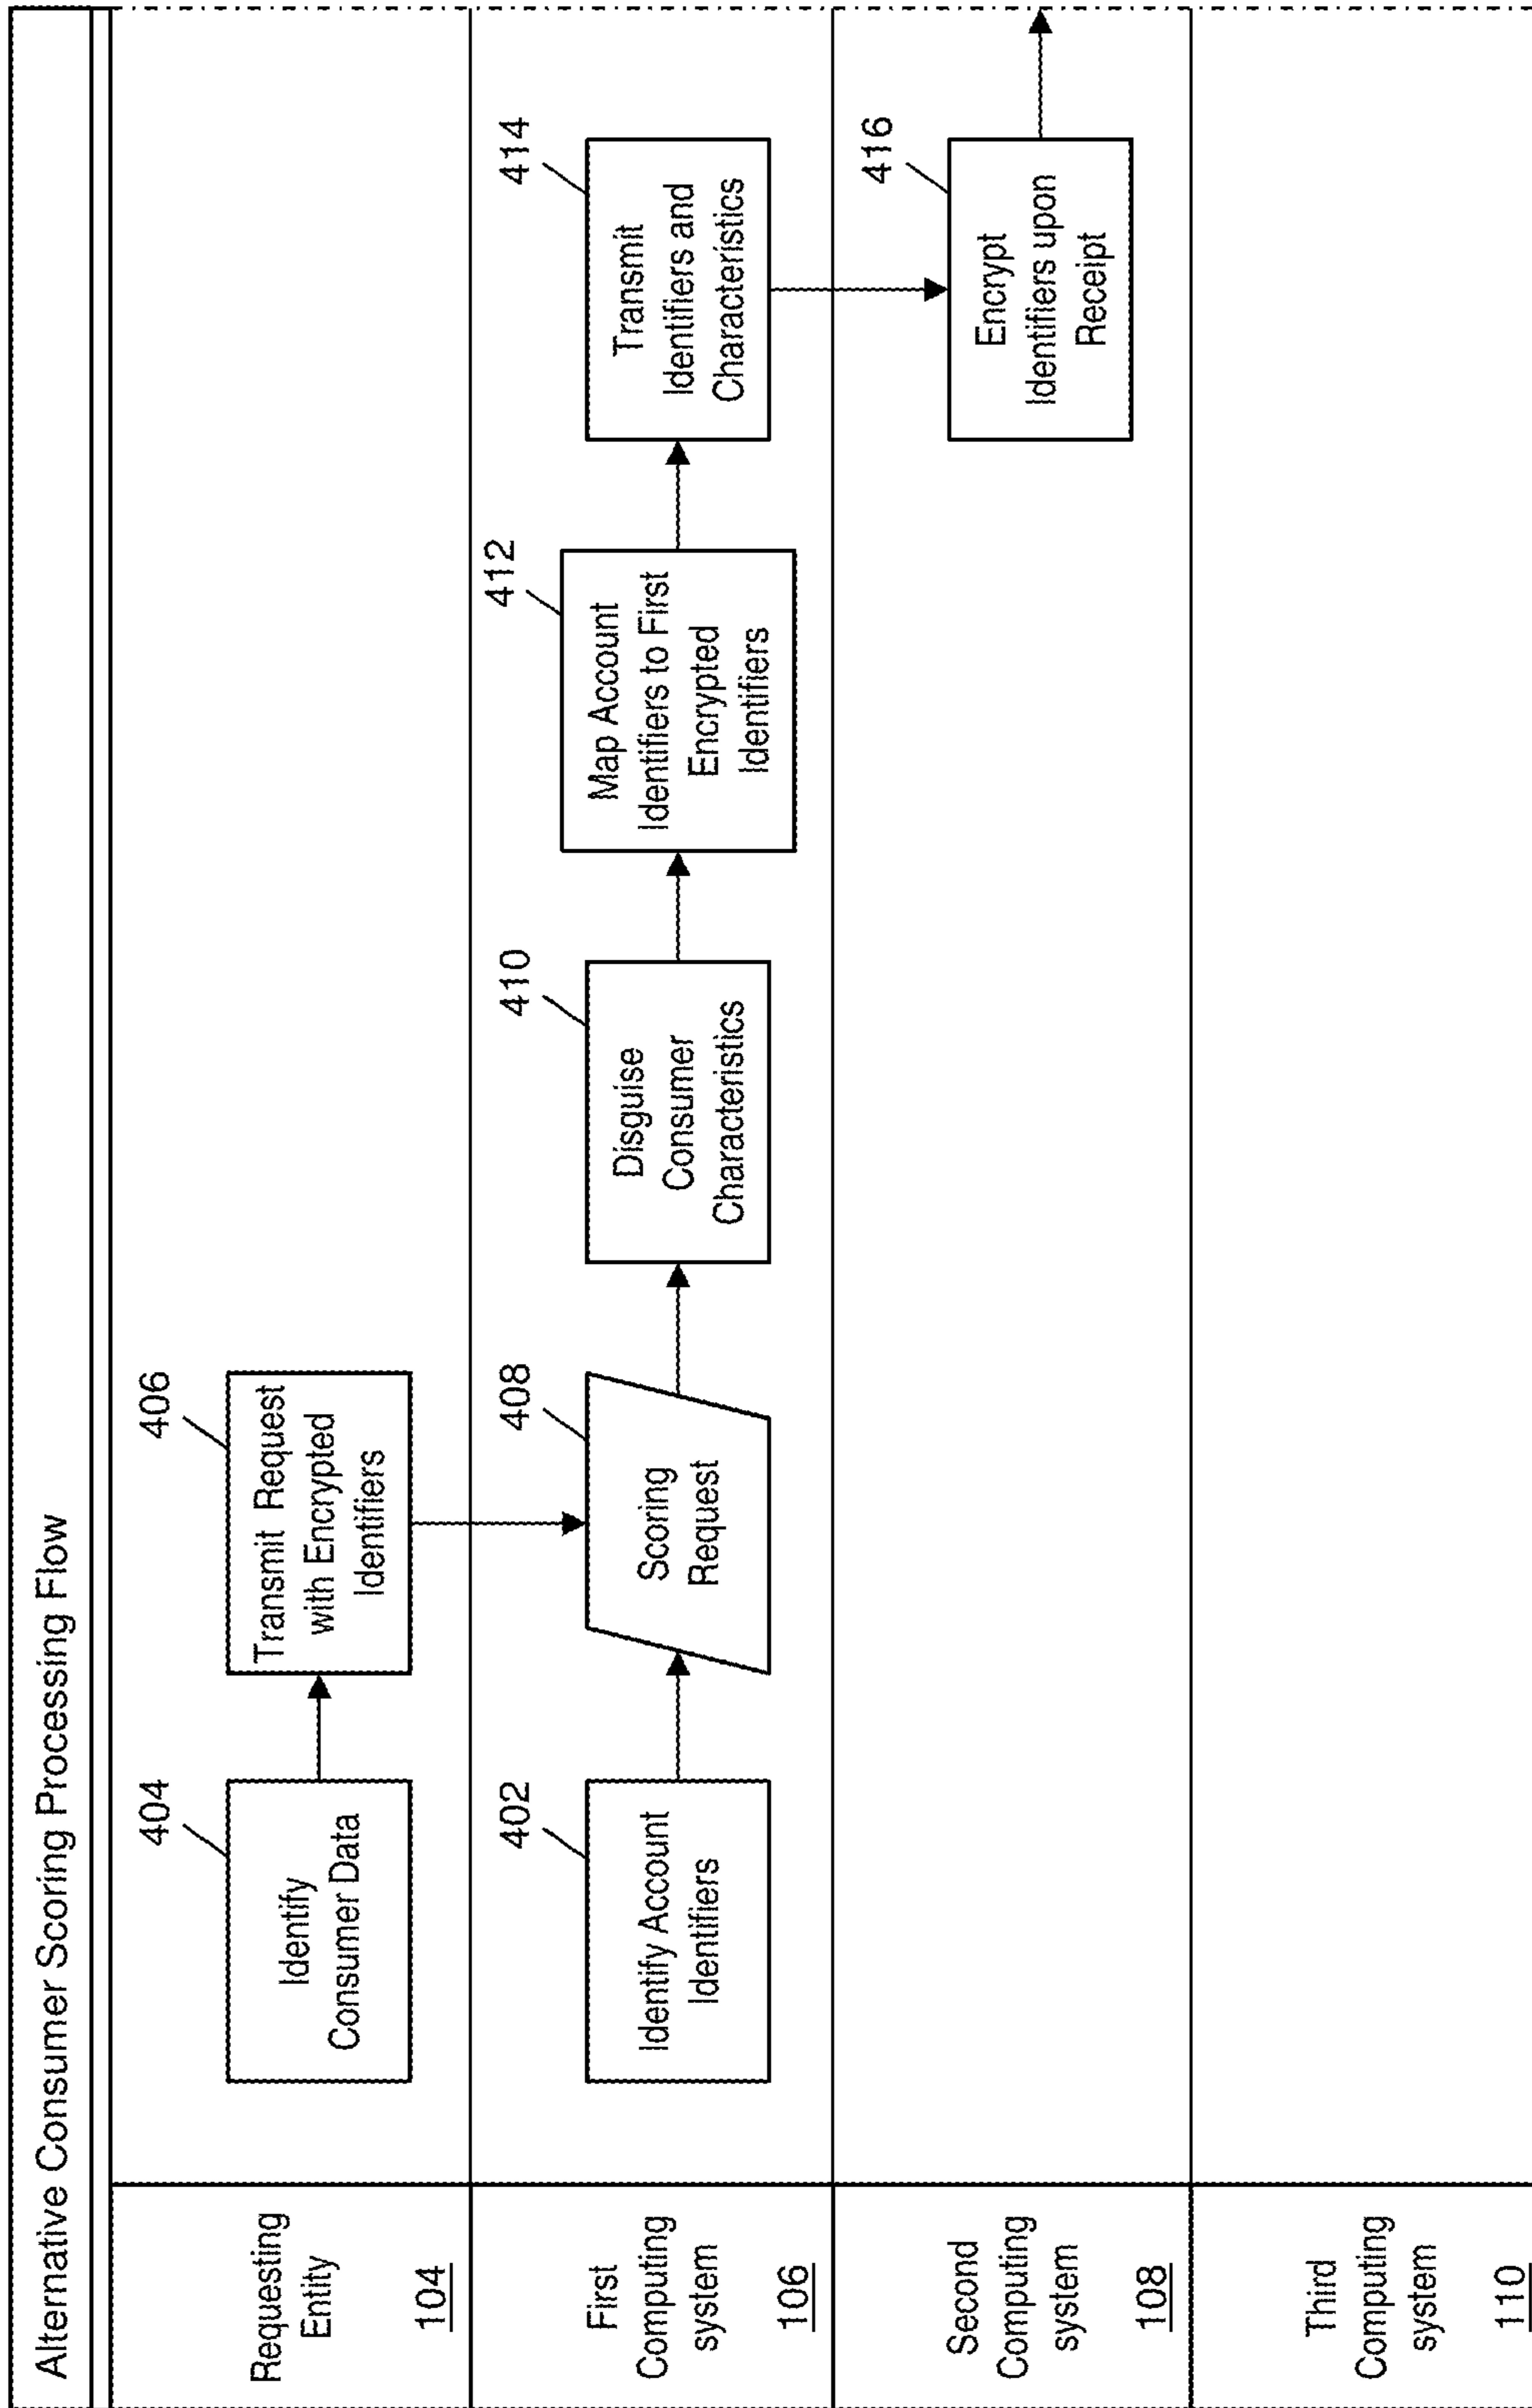 Alternative Consumer Scoring Processing Flow
Requesting
Entity
104
404
Identify
Consumer Data
406
Transmit Request
with Encrypted
Identifiers
First
Computing
system
106
402
Identify Account
Identifiers
408
Scoring
Request
410
Disguise
Consumer
Characteristics
412
Map Account
Identifiers to First
Encrypted
Identifiers
414
Transmit
Identifiers and
Characteristics
Second
Computing
system
108
416
Encrypt
Identifiers upon
Receipt
Third
Computing
system
110